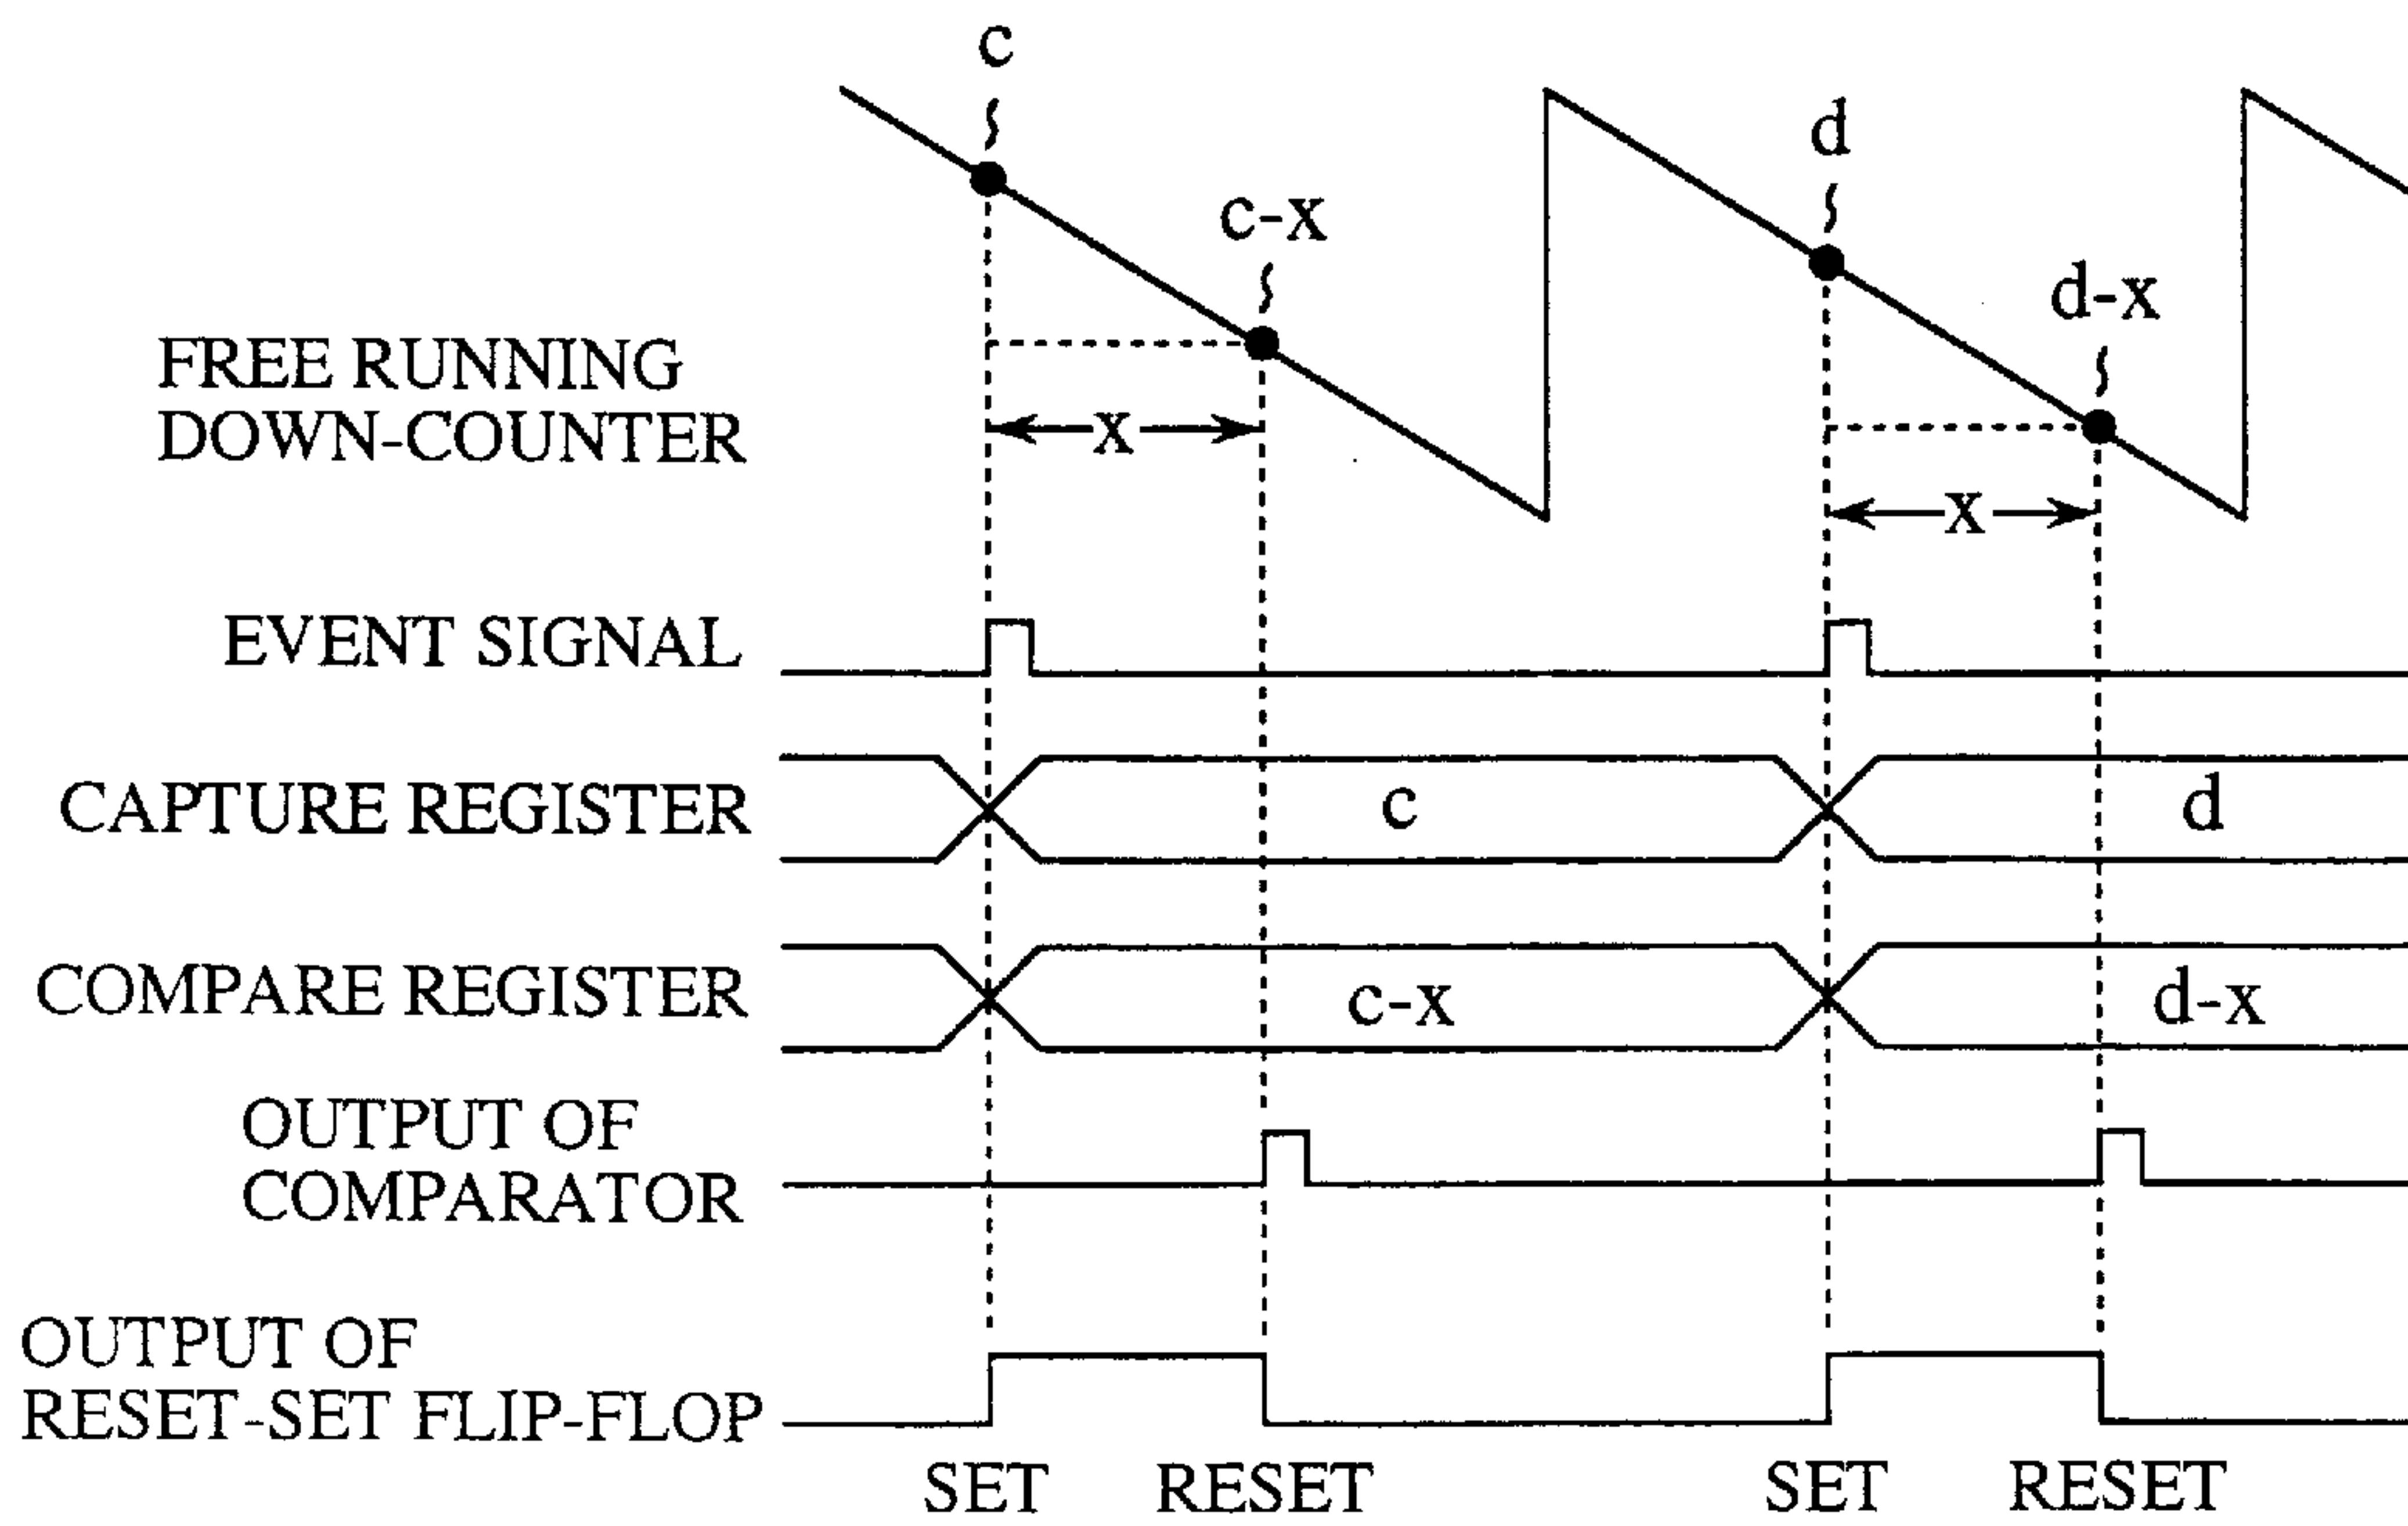 c
d
c-x
d-x
FREE RUNNING
DOWN-COUNTER
x
x
EVENT SIGNAL
CAPTURE REGISTER
c
d
COMPARE REGISTER
c-x
d-x
OUTPUT OF
COMPARATOR
OUTPUT OF
RESET-SET FLIP-FLOP
SET
RESET
SET
RESET